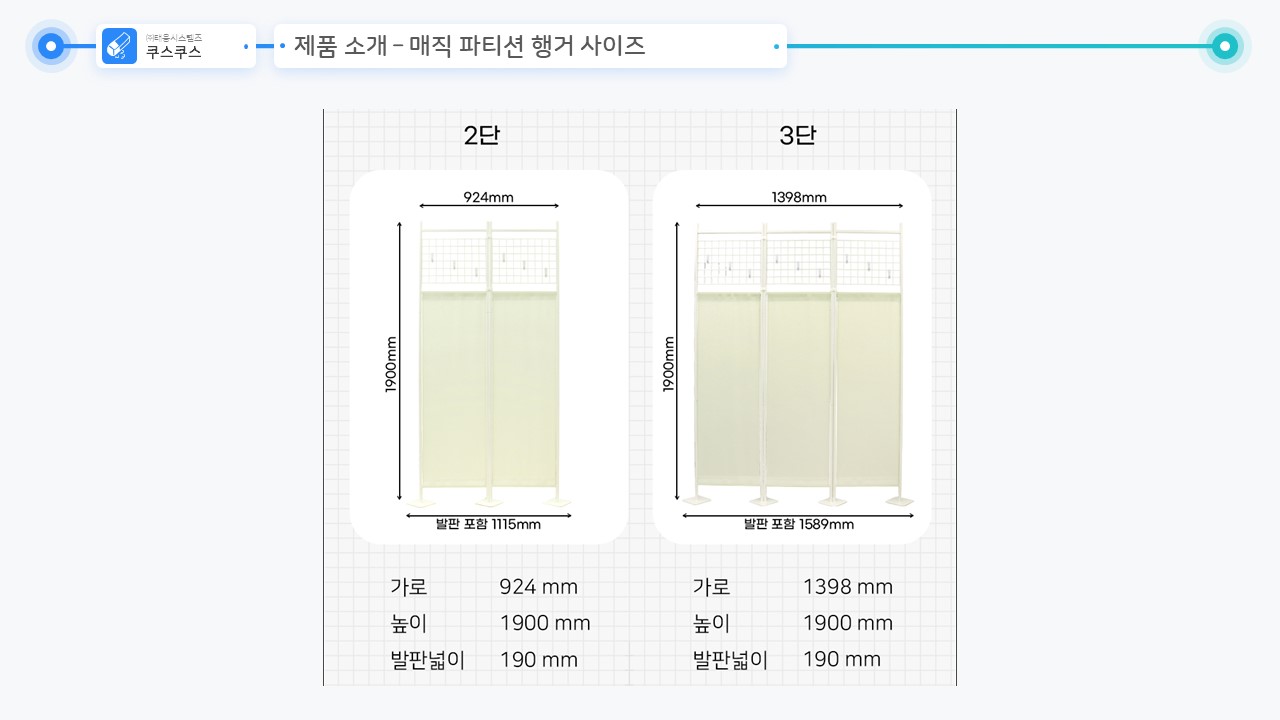 ㈜태웅시스템즈
쿠스쿠스
제품 소개 – 매직 파티션 행거 사이즈
2단
3단
924mm
1900mm
발판 포함 1115mm
1398mm
1900mm
발판 포함 1589mm
가로 924 mm
높이 1900 mm
발판넓이 190 mm
가로 1398 mm
높이 1900 mm
발판넓이 190 mm